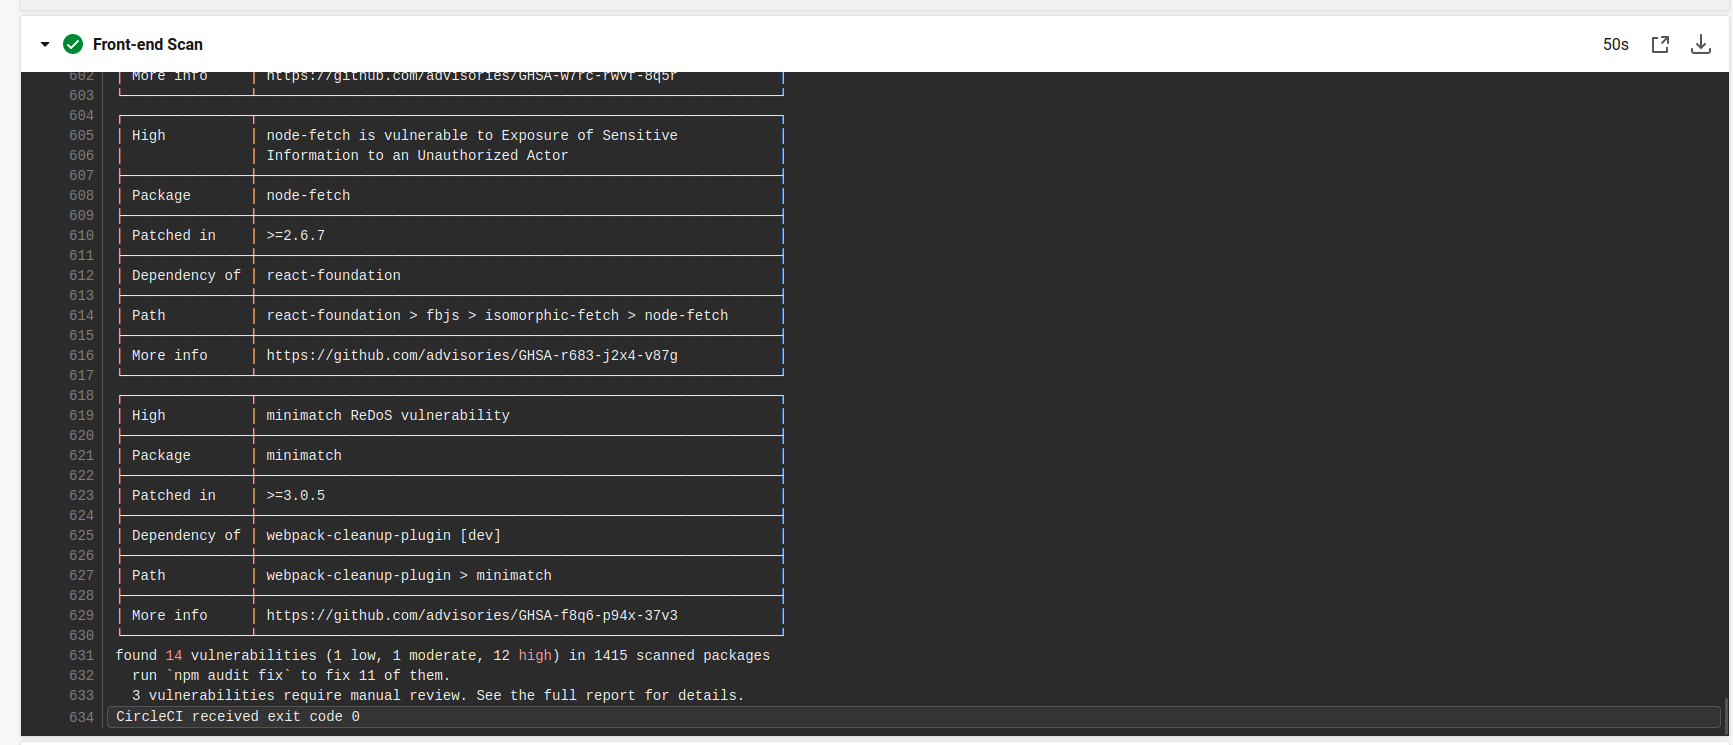 Front-end Scan
50s
602 | More info | https://github.com/advisories/GHSA-w7rc-rwvf-8q5r |
603
604
605 | High | node-fetch is vulnerable to Exposure of Sensitive |
606 | | Information to an Unauthorized Actor |
607
608 | Package | node-fetch |
609
610 | Patched in | >=2.6.7 |
611
612 | Dependency of | react-foundation |
613
614 | Path | react-foundation > fbjs > isomorphic-fetch > node-fetch |
615
616 | More info | https://github.com/advisories/GHSA-r683-j2x4-v87g |
617
618
619 | High | minimatch ReDoS vulnerability |
620
621 | Package | minimatch |
622
623 | Patched in | >=3.0.5 |
624
625 | Dependency of | webpack-cleanup-plugin [dev] |
626
627 | Path | webpack-cleanup-plugin > minimatch |
628
629 | More info | https://github.com/advisories/GHSA-f8q6-p94x-37v3 |
630
631 found 14 vulnerabilities (1 low, 1 moderate, 12 high) in 1415 scanned packages
632 run `npm audit fix` to fix 11 of them.
633 3 vulnerabilities require manual review. See the full report for details.
634 CircleCI received exit code 0